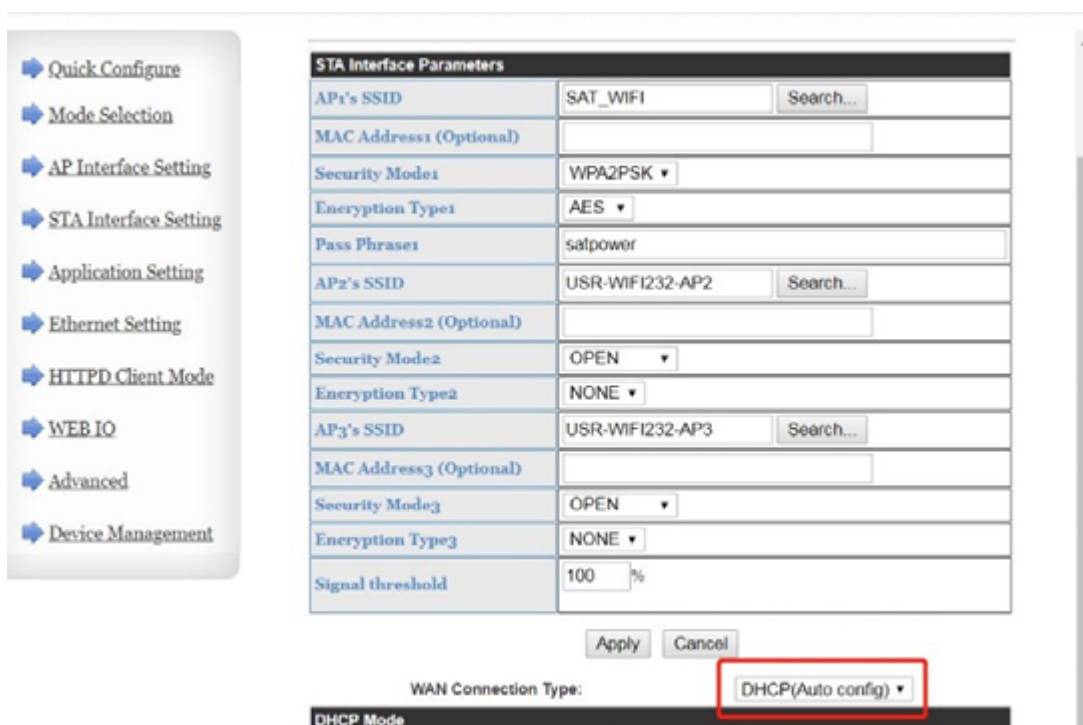 Quick Configure
Mode Selection
AP Interface Setting
STA Interface Setting
Application Setting
Ethernet Setting
HTTPD Client Mode
WEB IO
Advanced
Device Management
STA Interface Parameters
AP1's SSID SAT_WIFI Search...
MAC Address1 (Optional)
Security Mode1 WPA2PSK
Encryption Type1 AES
Pass Phrase1 satpower
AP2's SSID USR-WIFI232-AP2 Search...
MAC Address2 (Optional)
Security Mode2 OPEN
Encryption Type2 NONE
AP3's SSID USR-WIFI232-AP3 Search...
MAC Address3 (Optional)
Security Mode3 OPEN
Encryption Type3 NONE
Signal threshold 100 %
Apply Cancel
WAN Connection Type: DHCP(Auto config)
DHCP Mode